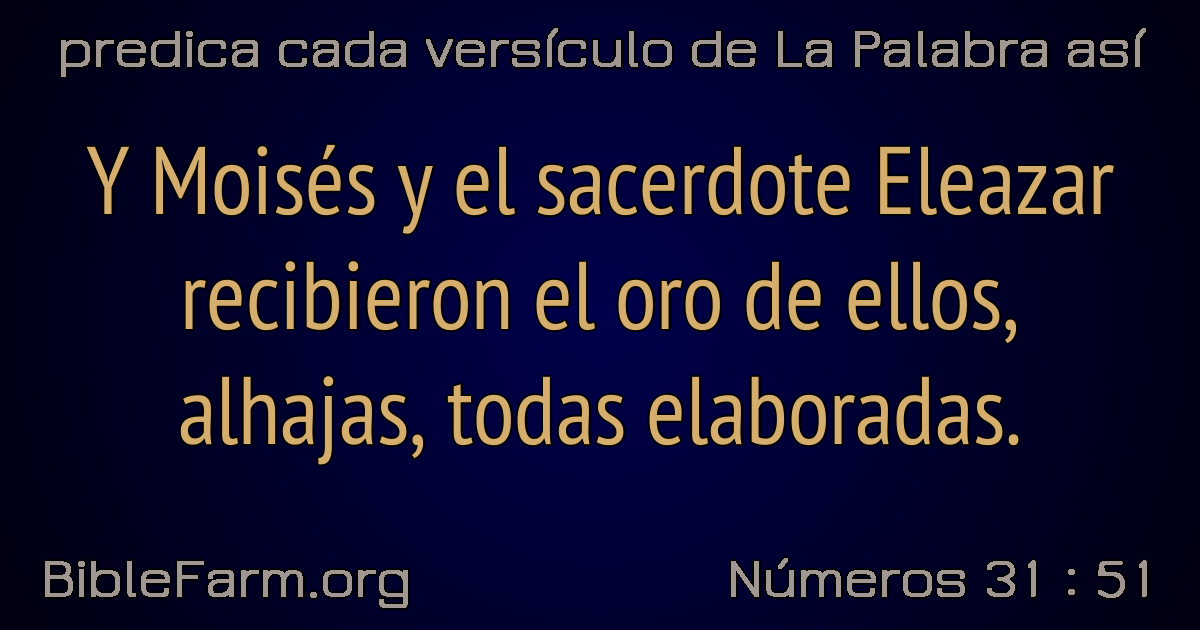 predica cada versículo de La Palabra así
Y Moisés y el sacerdote Eleazar
recibieron el oro de ellos,
alhajas, todas elaboradas.
BibleFarm.org
Números 31 : 51